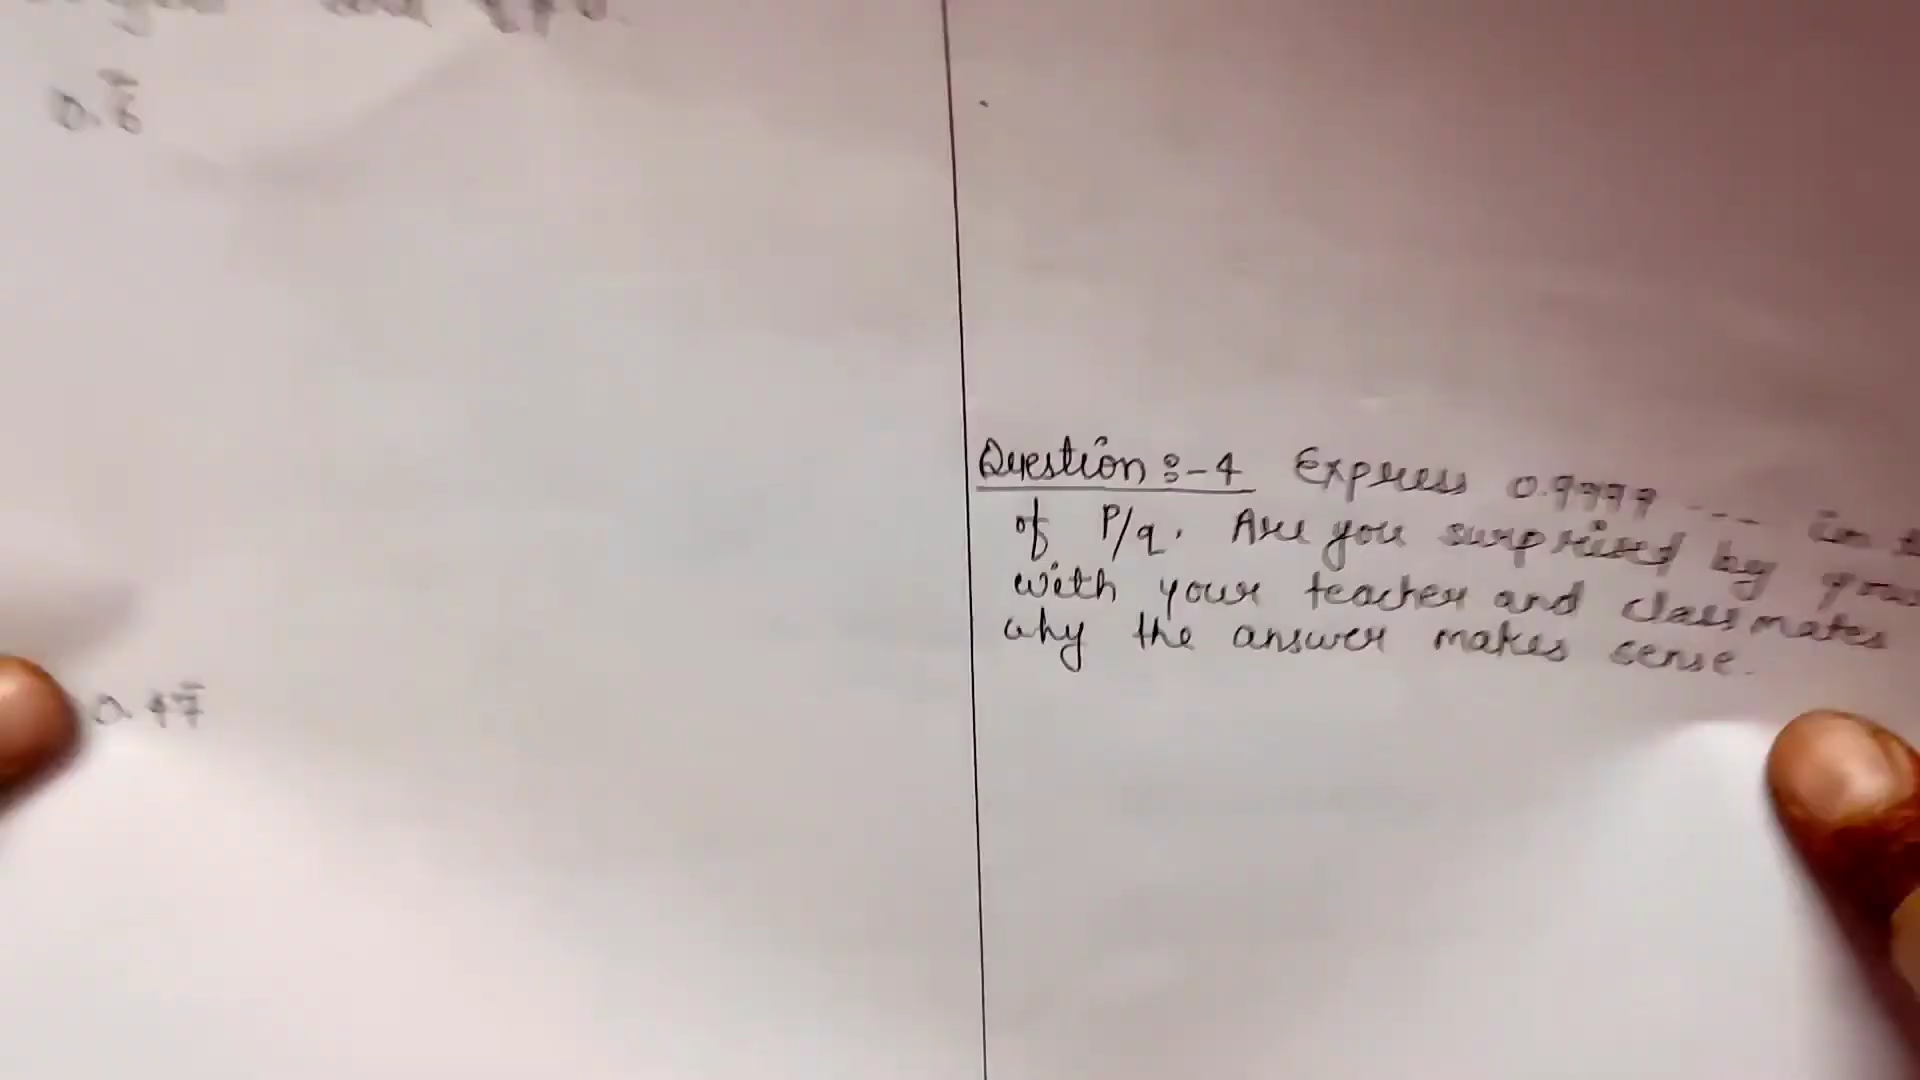 0.6̅
0.47̅
Question :- 4 Express 0.9999 --- in
of P/q. Are you surprised by
with your teacher and classmates
why the answer makes sense.